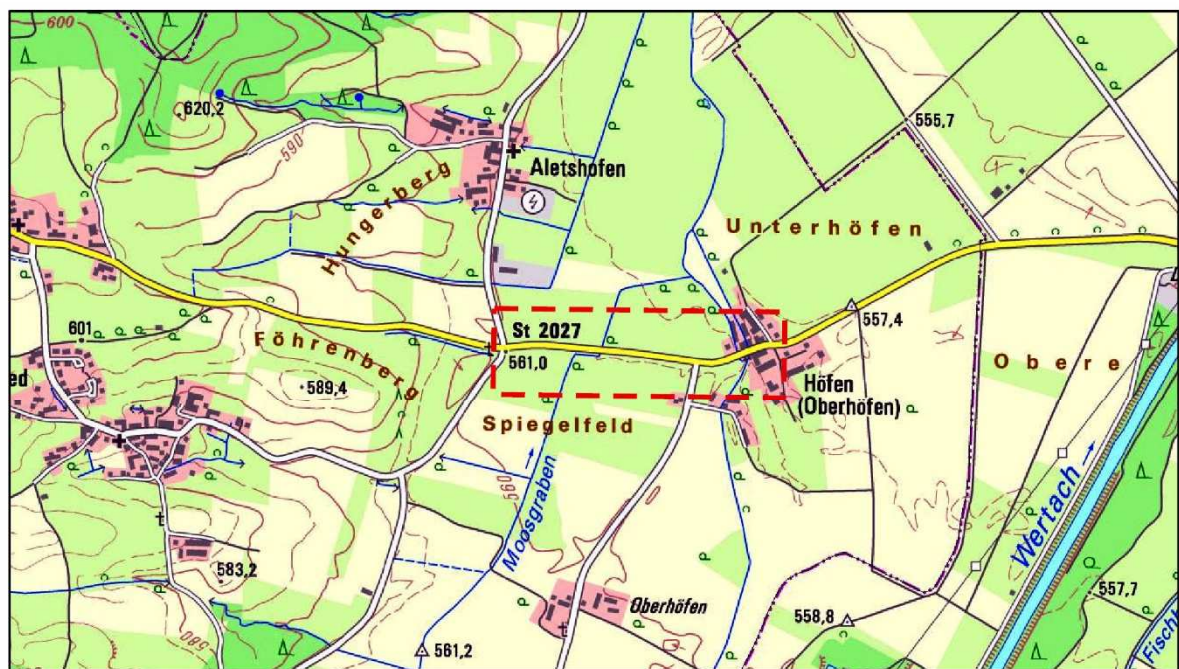 600
620,2
590
Aletshofen
555,7
Hungerberg
Unterhöfen
601
Föhrenberg
St 2027
561,0
557,4
Obere
ed
589,4
Höfen
(Oberhöfen)
Spiegelfeld
560
Moosgraben
Wertach
583,2
580
Oberhöfen
558,8
557,7
561,2